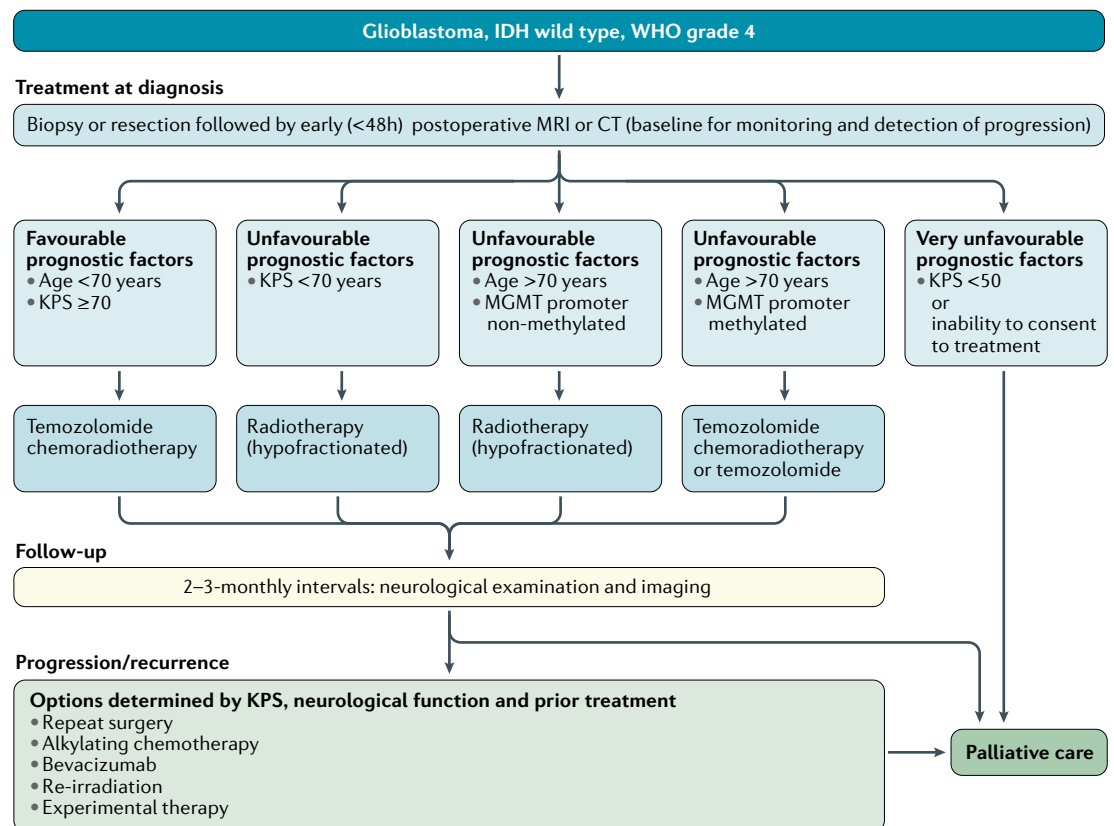 Glioblastoma, IDH wild type, WHO grade 4
Treatment at diagnosis
Biopsy or resection followed by early (<48h) postoperative MRI or CT (baseline for monitoring and detection of progression)
Favourable
prognostic factors
• Age <70 years
• KPS ≥70
Unfavourable
prognostic factors
• KPS <70 years
Unfavourable
prognostic factors
• Age >70 years
• MGMT promoter
non-methylated
Unfavourable
prognostic factors
• Age >70 years
• MGMT promoter
methylated
Very unfavourable
prognostic factors
• KPS <50
or
inability to consent
to treatment
Temozolomide
chemoradiotherapy
Radiotherapy
(hypofractionated)
Radiotherapy
(hypofractionated)
Temozolomide
chemoradiotherapy
or temozolomide
Follow-up
2–3-monthly intervals: neurological examination and imaging
Progression/recurrence
Options determined by KPS, neurological function and prior treatment
• Repeat surgery
• Alkylating chemotherapy
• Bevacizumab
• Re-irradiation
• Experimental therapy
Palliative care